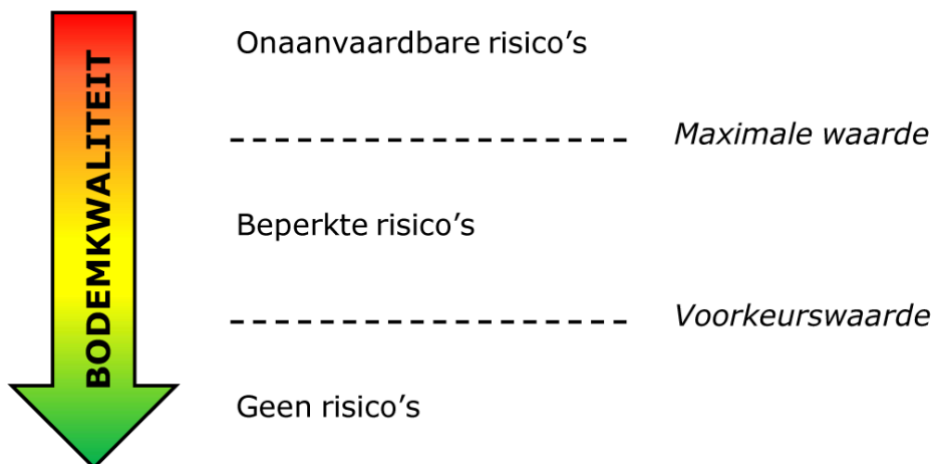 BODEMKWALITEIT
Onaanvaardbare risico's
Maximale waarde
Beperkte risico's
Voorkeurswaarde
Geen risico's